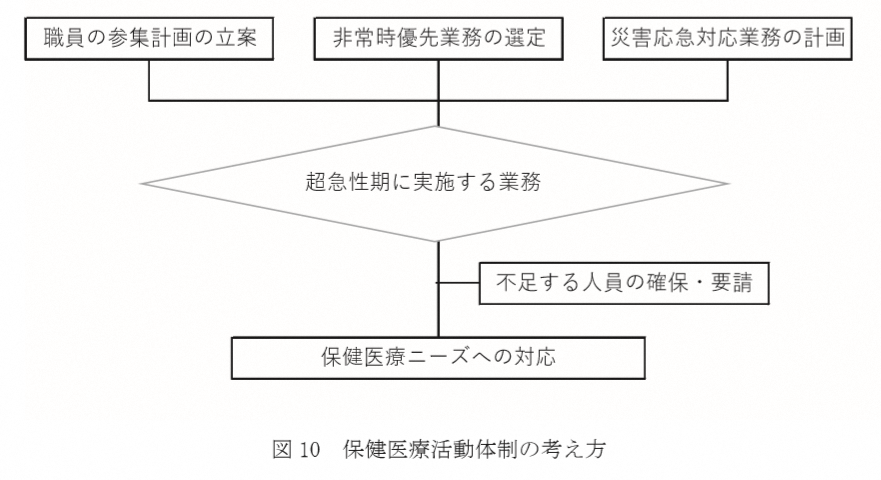 職員の参集計画の立案
非常時優先業務の選定
災害応急対応業務の計画
超急性期に実施する業務
不足する人員の確保・要請
保健医療ニーズへの対応
図 10　保健医療活動体制の考え方